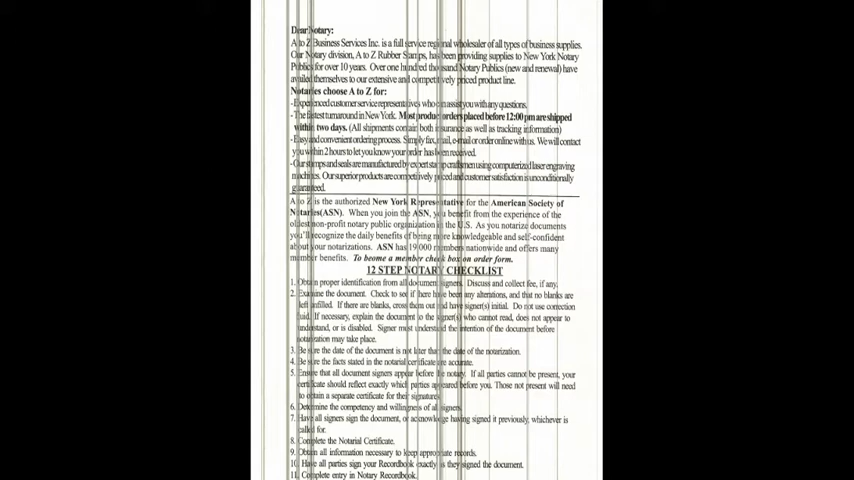 Dear Notary:
A to Z Business Services Inc. is a full service regional wholesaler of all types of business supplies.
Our Notary division, A to Z Rubber Stamps, has been providing supplies to New York Notary
Publics for over 10 years. Over one hundred thousand Notary Publics (new and renewal) have
availed themselves to our extensive and competitively priced product line.
Notaries choose A to Z for:
-Experienced customer service representatives who can assist you with any questions.
-The fastest turnaround in New York. Most product orders placed before 12:00 pm are shipped
within two days. (All shipments contain both insurance as well as tracking information)
-Easy and convenient ordering process. Simply fax, mail, e-mail or order online with us. We will contact
you within 2 hours to let you know your order has been received.
-Our stamps and seals are manufactured by expert stamp craftsmen using computerized laser engraving
machines. Our superior products are competitively priced and customer satisfaction is unconditionally
guaranteed.
A to Z is the authorized New York Representative for the American Society of
Notaries(ASN). When you join the ASN, you benefit from the experience of the
oldest non-profit notary public organization in the U.S. As you notarize documents
you'll recognize the daily benefits of being more knowledgeable and self-confident
about your notarizations. ASN has 19,000 members nationwide and offers many
member benefits. To beome a member check box on order form.
12 STEP NOTARY CHECKLIST
1. Obtain proper identification from all document signers. Discuss and collect fee, if any.
2. Examine the document. Check to see if there have been any alterations, and that no blanks are
left unfilled. If there are blanks, cross them out and have signer(s) initial. Do not use correction
fluid. If necessary, explain the document to the signer(s) who cannot read, does not appear to
understand, or is disabled. Signer must understand the intention of the document before
notarization may take place.
3. Be sure the date of the document is not later than the date of the notarization.
4. Be sure the facts stated in the notarial certificate are accurate.
5. Ensure that all document signers appear before the notary. If all parties cannot be present, your
certificate should reflect exactly which parties appeared before you. Those not present will need
to obtain a separate certificate for their signatures.
6. Determine the competency and willingness of all signers.
7. Have all signers sign the document, or acknowledge having signed it previously, whichever is
called for.
8. Complete the Notarial Certificate.
9. Obtain all information necessary to keep appropriate records.
10. Have all parties sign your Recordbook exactly as they signed the document.
11. Complete entry in Notary Recordbook.